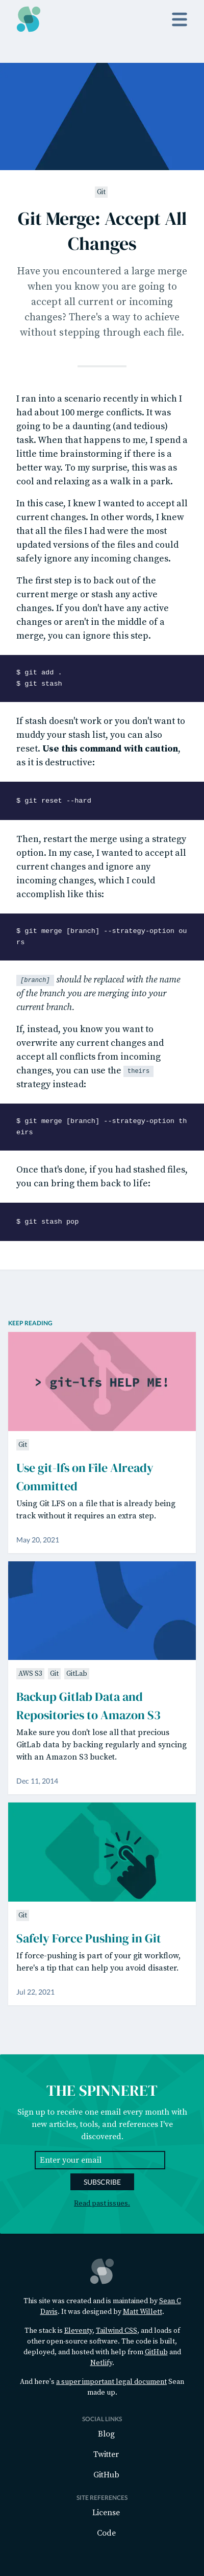 Git
Git Merge: Accept All
Changes
Have you encountered a large merge
when you know you are going to
accept all current or incoming
changes? There's a way to achieve
without stepping through each file.
I ran into a scenario recently in which I
had about 100 merge conflicts. It was
going to be a daunting (and tedious)
task. When that happens to me, I spend a
little time brainstorming if there is a
better way. To my surprise, this was as
cool and relaxing as a walk in a park.
In this case, I knew I wanted to accept all
current changes. In other words, I knew
that all the files I had were the most
updated versions of the files and could
safely ignore any incoming changes.
The first step is to back out of the
current merge or stash any active
changes. If you don't have any active
changes or aren't in the middle of a
merge, you can ignore this step.
$ git add .
$ git stash
If stash doesn't work or you don't want to
muddy your stash list, you can also
reset. Use this command with caution,
as it is destructive:
$ git reset --hard
Then, restart the merge using a strategy
option. In my case, I wanted to accept all
current changes and ignore any
incoming changes, which I could
accomplish like this:
$ git merge [branch] --strategy-option ou
rs
[branch] should be replaced with the name
of the branch you are merging into your
current branch.
If, instead, you know you want to
overwrite any current changes and
accept all conflicts from incoming
changes, you can use the theirs
strategy instead:
$ git merge [branch] --strategy-option th
eirs
Once that's done, if you had stashed files,
you can bring them back to life:
$ git stash pop
KEEP READING
> git-lfs HELP ME!
Git
Use git-lfs on File Already
Committed
Using Git LFS on a file that is already being
track without it requires an extra step.
May 20, 2021
AWS S3 Git GitLab
Backup Gitlab Data and
Repositories to Amazon S3
Make sure you don't lose all that precious
GitLab data by backing regularly and syncing
with an Amazon S3 bucket.
Dec 11, 2014
Git
Safely Force Pushing in Git
If force-pushing is part of your git workflow,
here's a tip that can help you avoid disaster.
Jul 22, 2021
THE SPINNERET
Sign up to receive one email every month with
new articles, tools, and references I've
discovered.
Enter your email
SUBSCRIBE
Read past issues.
This site was created and is maintained by Sean C
Davis. It was designed by Matt Willett.
The stack is Eleventy, Tailwind CSS, and loads of
other open-source software. The code is built,
deployed, and hosted with help from GitHub and
Netlify.
And here's a super important legal document Sean
made up.
SOCIAL LINKS
Blog
Twitter
GitHub
SITE REFERENCES
License
Code